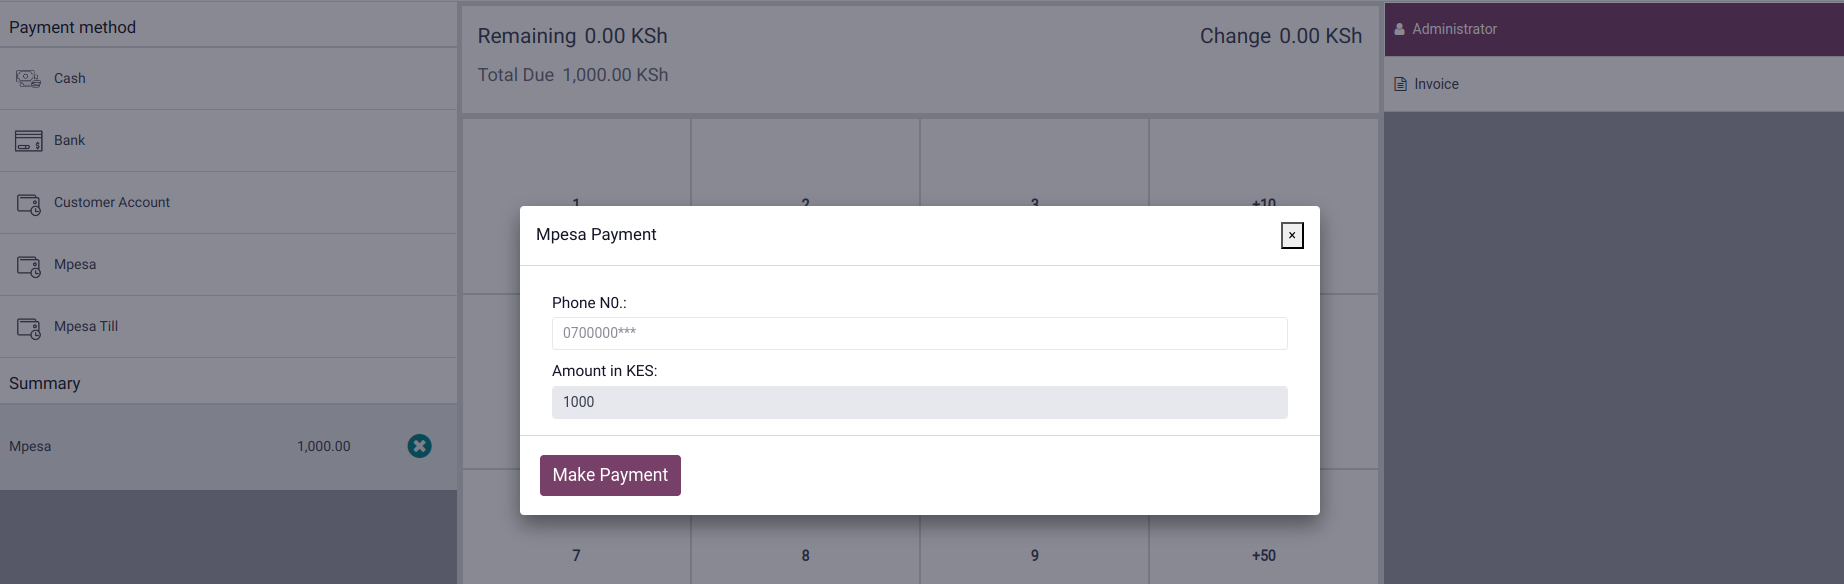 Payment method
Cash
Bank
Customer Account
Mpesa
Mpesa Till
Summary
Mpesa 1,000.00
Remaining 0.00 KSh Change 0.00 KSh
Total Due 1,000.00 KSh
1 2 3 +10
Mpesa Payment ×
Phone N0.:
0700000***
Amount in KES:
1000
Make Payment
7 8 9 +50
Administrator
Invoice